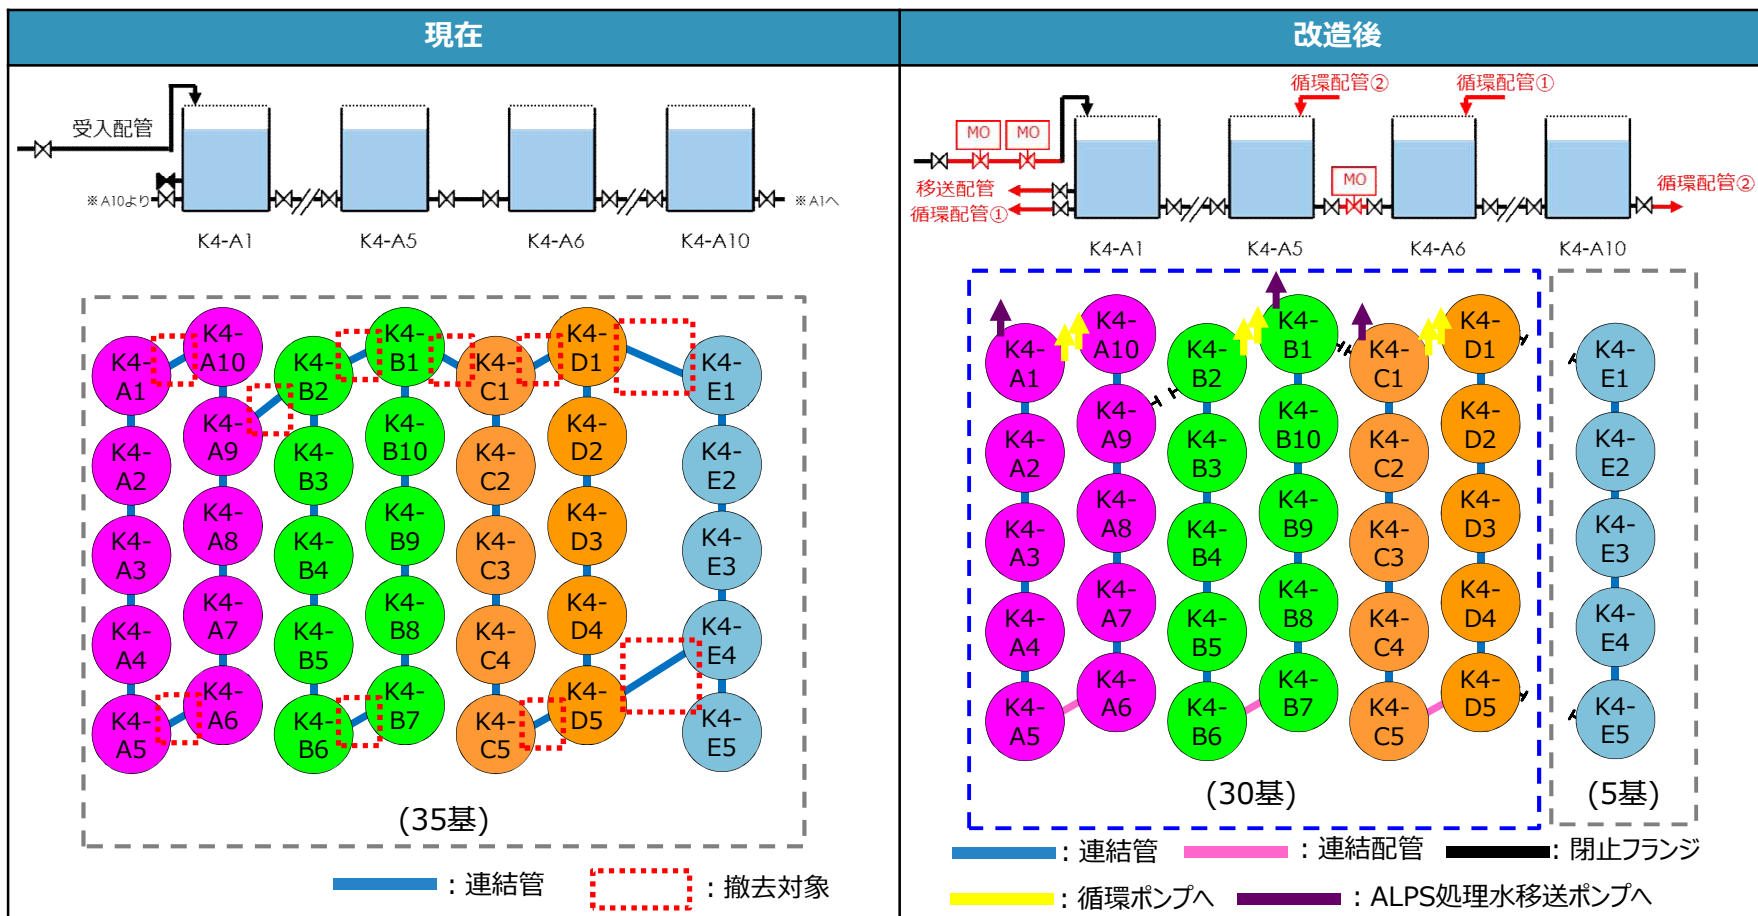 現在
受入配管
※A10より
※A1へ
K4-A1
K4-A5
K4-A6
K4-A10
K4-
A1
K4-
A10
K4-
B2
K4-
B1
K4-
C1
K4-
D1
K4-
E1
K4-
A2
K4-
A9
K4-
B3
K4-
B10
K4-
C2
K4-
D2
K4-
E2
K4-
A3
K4-
A8
K4-
B4
K4-
B9
K4-
C3
K4-
D3
K4-
E3
K4-
A4
K4-
A7
K4-
B5
K4-
B8
K4-
C4
K4-
D4
K4-
E4
K4-
A5
K4-
A6
K4-
B6
K4-
B7
K4-
C5
K4-
D5
K4-
E5
(35基)
：連結管
：撤去対象
改造後
循環配管②
循環配管①
MO
MO
MO
移送配管
循環配管①
循環配管②
K4-A1
K4-A5
K4-A6
K4-A10
K4-
A1
K4-
A10
K4-
B2
K4-
B1
K4-
C1
K4-
D1
K4-
E1
K4-
A2
K4-
A9
K4-
B3
K4-
B10
K4-
C2
K4-
D2
K4-
E2
K4-
A3
K4-
A8
K4-
B4
K4-
B9
K4-
C3
K4-
D3
K4-
E3
K4-
A4
K4-
A7
K4-
B5
K4-
B8
K4-
C4
K4-
D4
K4-
E4
K4-
A5
K4-
A6
K4-
B6
K4-
B7
K4-
C5
K4-
D5
K4-
E5
(30基)
(5基)
：連結管
：連結配管
：閉止フランジ
：循環ポンプへ
：ALPS処理水移送ポンプへ